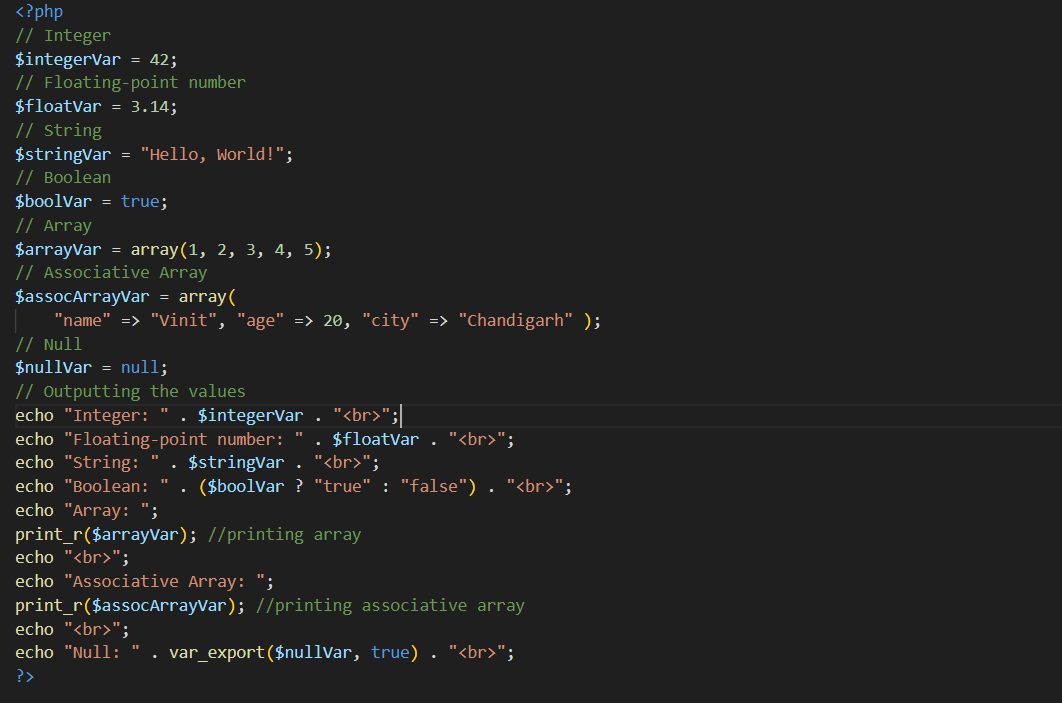 <?php
// Integer
$integerVar = 42;
// Floating-point number
$floatVar = 3.14;
// String
$stringVar = "Hello, World!";
// Boolean
$boolVar = true;
// Array
$arrayVar = array(1, 2, 3, 4, 5);
// Associative Array
$assocArrayVar = array(
    "name" => "Vinit", "age" => 20, "city" => "Chandigarh" );
// Null
$nullVar = null;
// Outputting the values
echo "Integer: " . $integerVar . "<br>";
echo "Floating-point number: " . $floatVar . "<br>";
echo "String: " . $stringVar . "<br>";
echo "Boolean: " . ($boolVar ? "true" : "false") . "<br>";
echo "Array: ";
print_r($arrayVar); //printing array
echo "<br>";
echo "Associative Array: ";
print_r($assocArrayVar); //printing associative array
echo "<br>";
echo "Null: " . var_export($nullVar, true) . "<br>";
?>